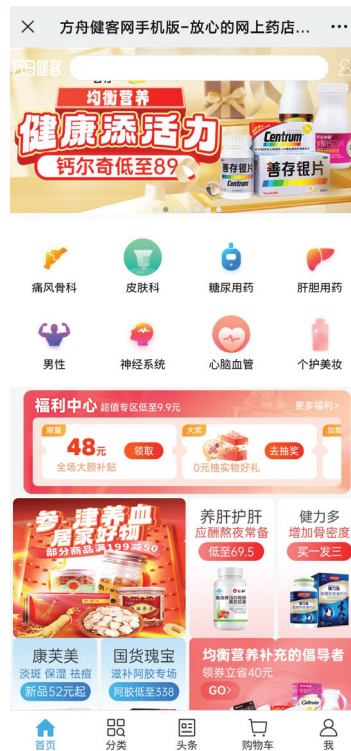 方舟健客网手机版-放心的网上药店...
方舟健客
均衡营养
健康添活力
钙尔奇低至89
Centrum
善存银片
善存银片
Centrum
痛风骨科
皮肤科
糖尿用药
肝胆用药
男性
神经系统
心脑血管
个护美妆
福利中心 超值专区低至9.9元
更多福利>
限量
48元
领取
全场大额补贴
大奖
去抽奖
0元抽实物好礼
参津养血
居家好物
部分商品满199减50
养肝护肝
应酬熬夜常备
低至69.5
健力多
增加骨密度
买一发三
康芙美
淡斑 保湿 祛痘
新品52元起
国货瑰宝
滋补阿胶专场
阿胶低至338
均衡营养补充的倡导者
领券立省40元
GO>
首页
分类
头条
购物车
我